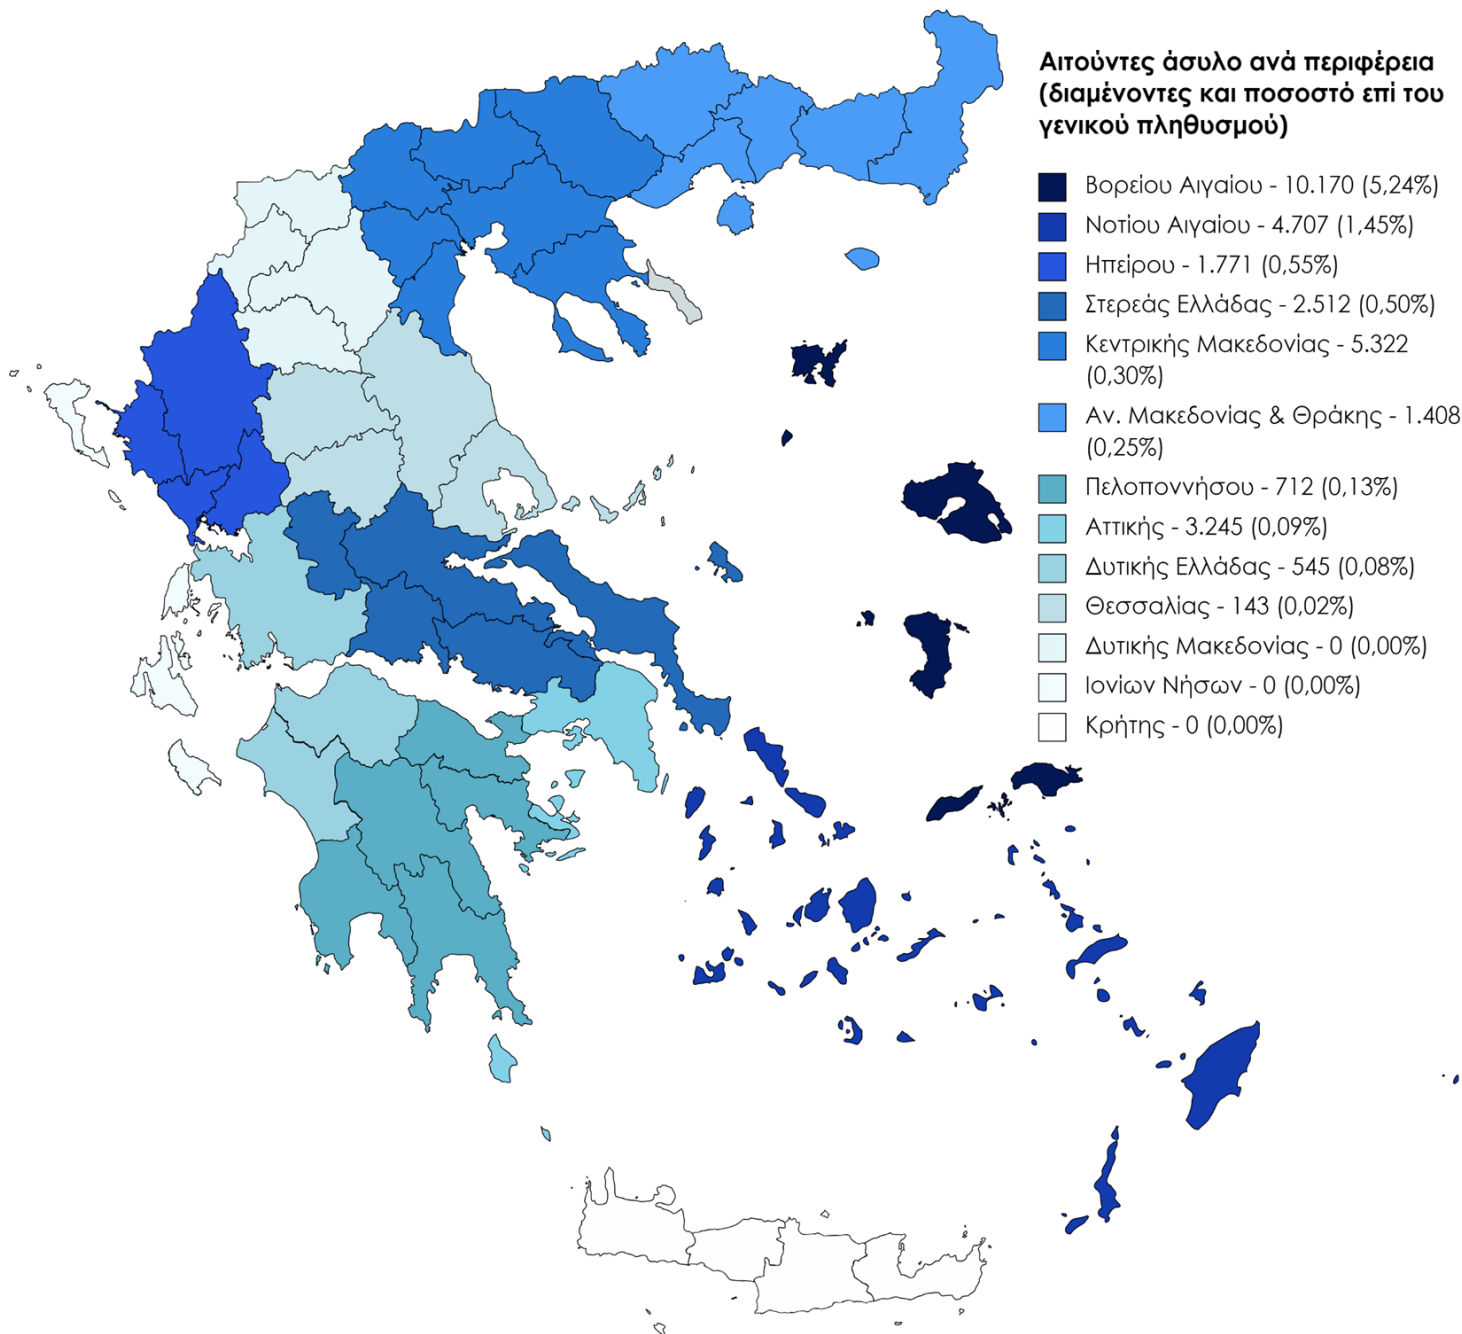 Αιτούντες άσυλο ανά περιφέρεια
(διαμένοντες και ποσοστό επί του
γενικού πληθυσμού)
Βορείου Αιγαίου - 10.170 (5,24%)
Νοτίου Αιγαίου - 4.707 (1,45%)
Ηπείρου - 1.771 (0,55%)
Στερεάς Ελλάδας - 2.512 (0,50%)
Κεντρικής Μακεδονίας - 5.322
(0,30%)
Αν. Μακεδονίας & Θράκης - 1.408
(0,25%)
Πελοποννήσου - 712 (0,13%)
Αττικής - 3.245 (0,09%)
Δυτικής Ελλάδας - 545 (0,08%)
Θεσσαλίας - 143 (0,02%)
Δυτικής Μακεδονίας - 0 (0,00%)
Ιονίων Νήσων - 0 (0,00%)
Κρήτης - 0 (0,00%)